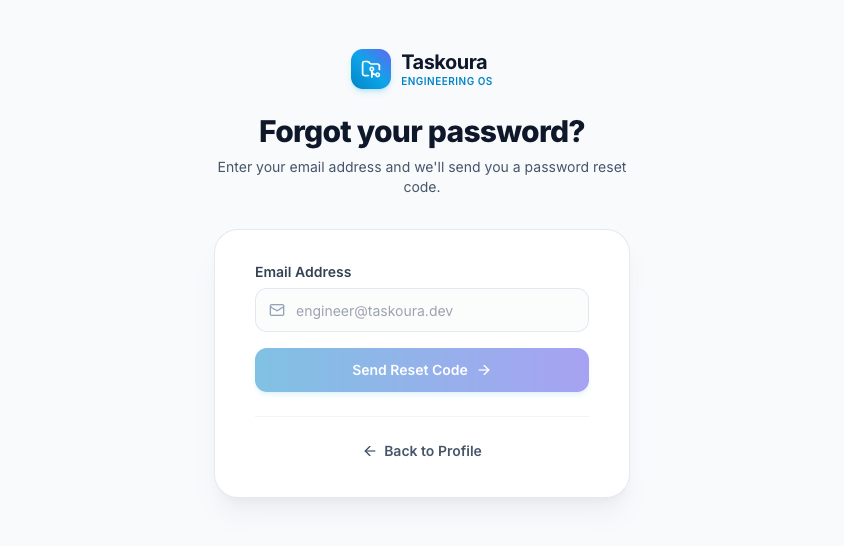 Taskoura
ENGINEERING OS
Forgot your password?
Enter your email address and we'll send you a password reset
code.
Email Address
engineer@taskoura.dev
Send Reset Code
Back to Profile